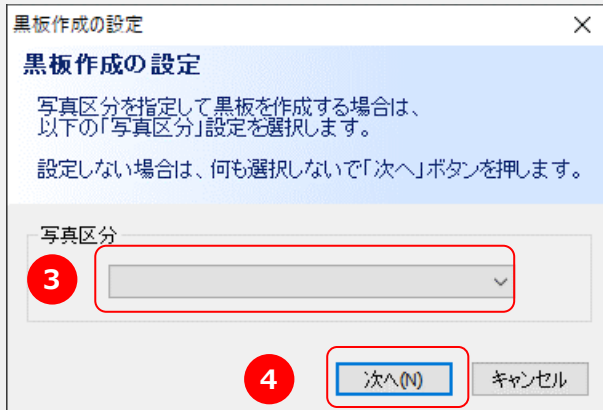 黒板作成の設定
黒板作成の設定
写真区分を指定して黒板を作成する場合は、
以下の「写真区分」設定を選択します。
設定しない場合は、何も選択しないで「次へ」ボタンを押します。
写真区分
3
4
次へ(N)
キャンセル